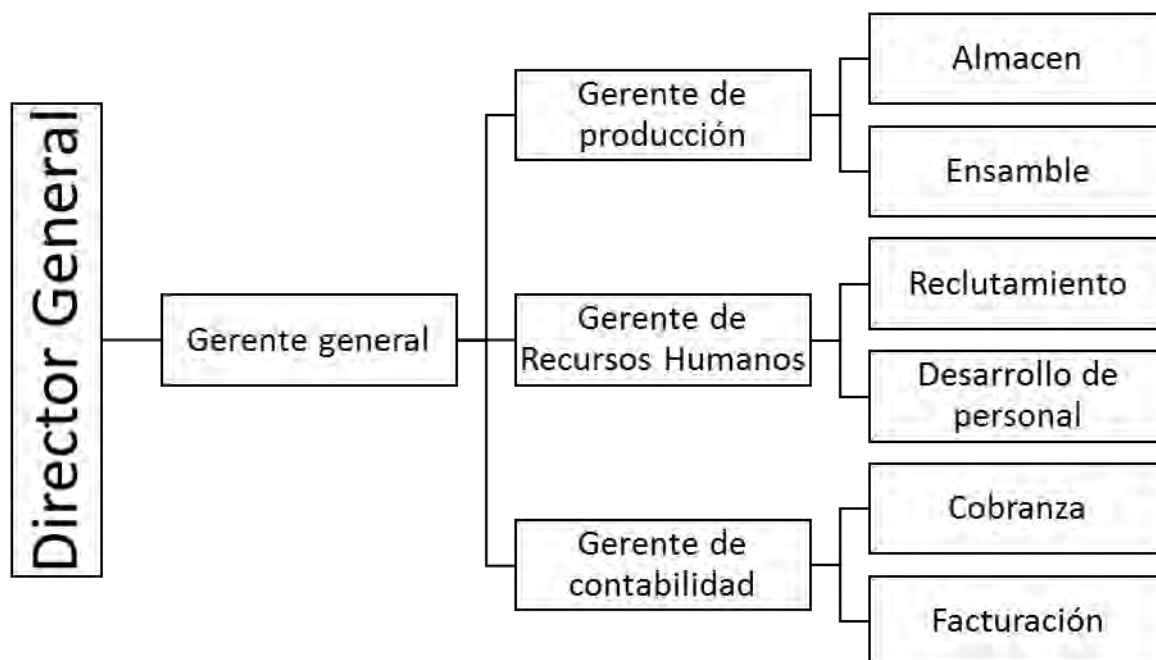 Director General
Gerente general
Gerente de
producción
Gerente de
Recursos Humanos
Gerente de
contabilidad
Almacen
Ensamble
Reclutamiento
Desarrollo de
personal
Cobranza
Facturación